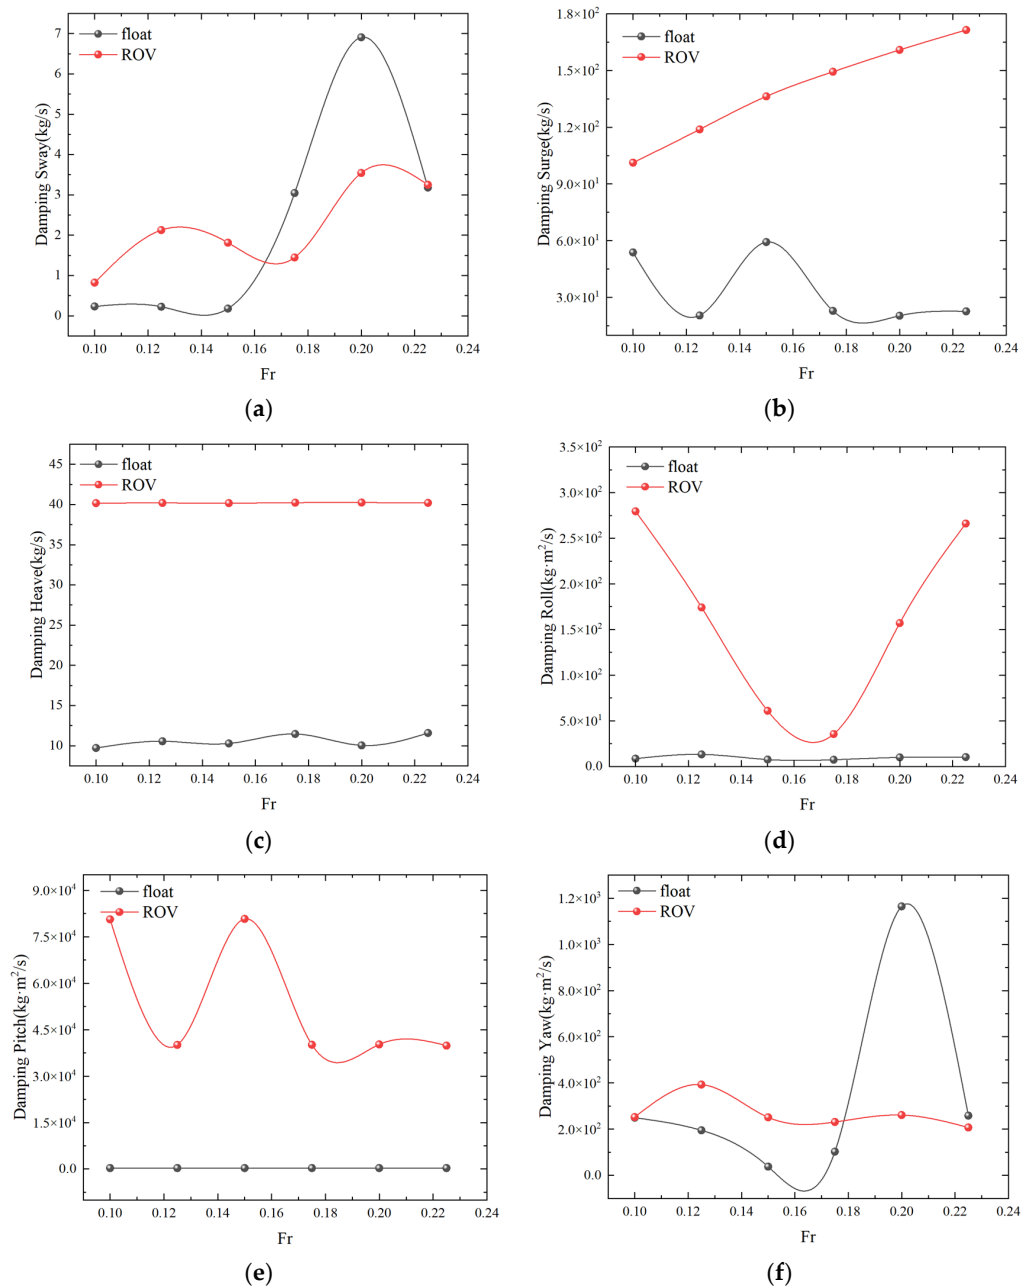 float
ROV
Damping Sway(kg/s)
7
6
5
4
3
2
1
0
0.10 0.12 0.14 0.16 0.18 0.20 0.22 0.24
Fr
(a)
float
ROV
Damping Surge(kg/s)
1.8×10²
1.5×10²
1.2×10²
9.0×10¹
6.0×10¹
3.0×10¹
0.10 0.12 0.14 0.16 0.18 0.20 0.22 0.24
Fr
(b)
float
ROV
Damping Heave(kg/s)
45
40
35
30
25
20
15
10
0.10 0.12 0.14 0.16 0.18 0.20 0.22 0.24
Fr
(c)
float
ROV
Damping Roll(kg·m²/s)
3.5×10²
3.0×10²
2.5×10²
2.0×10²
1.5×10²
1.0×10²
5.0×10¹
0.0
0.10 0.12 0.14 0.16 0.18 0.20 0.22 0.24
Fr
(d)
float
ROV
Damping Pitch(kg·m²/s)
9.0×10⁴
7.5×10⁴
6.0×10⁴
4.5×10⁴
3.0×10⁴
1.5×10⁴
0.0
0.10 0.12 0.14 0.16 0.18 0.20 0.22 0.24
Fr
(e)
float
ROV
Damping Yaw(kg·m²/s)
1.2×10³
1.0×10³
8.0×10²
6.0×10²
4.0×10²
2.0×10²
0.0
0.10 0.12 0.14 0.16 0.18 0.20 0.22 0.24
Fr
(f)